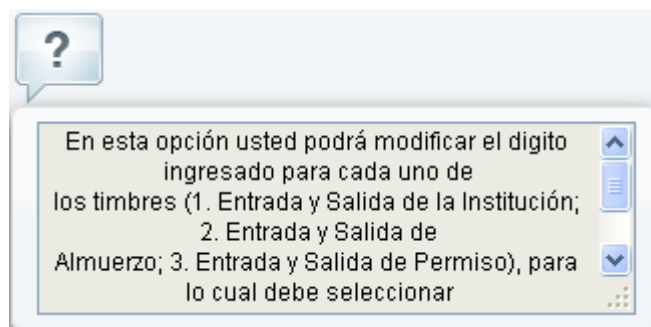 ?
En esta opción usted podrá modificar el digito
ingresado para cada uno de
los timbres (1. Entrada y Salida de la Institución;
2. Entrada y Salida de
Almuerzo; 3. Entrada y Salida de Permiso), para
lo cual debe seleccionar